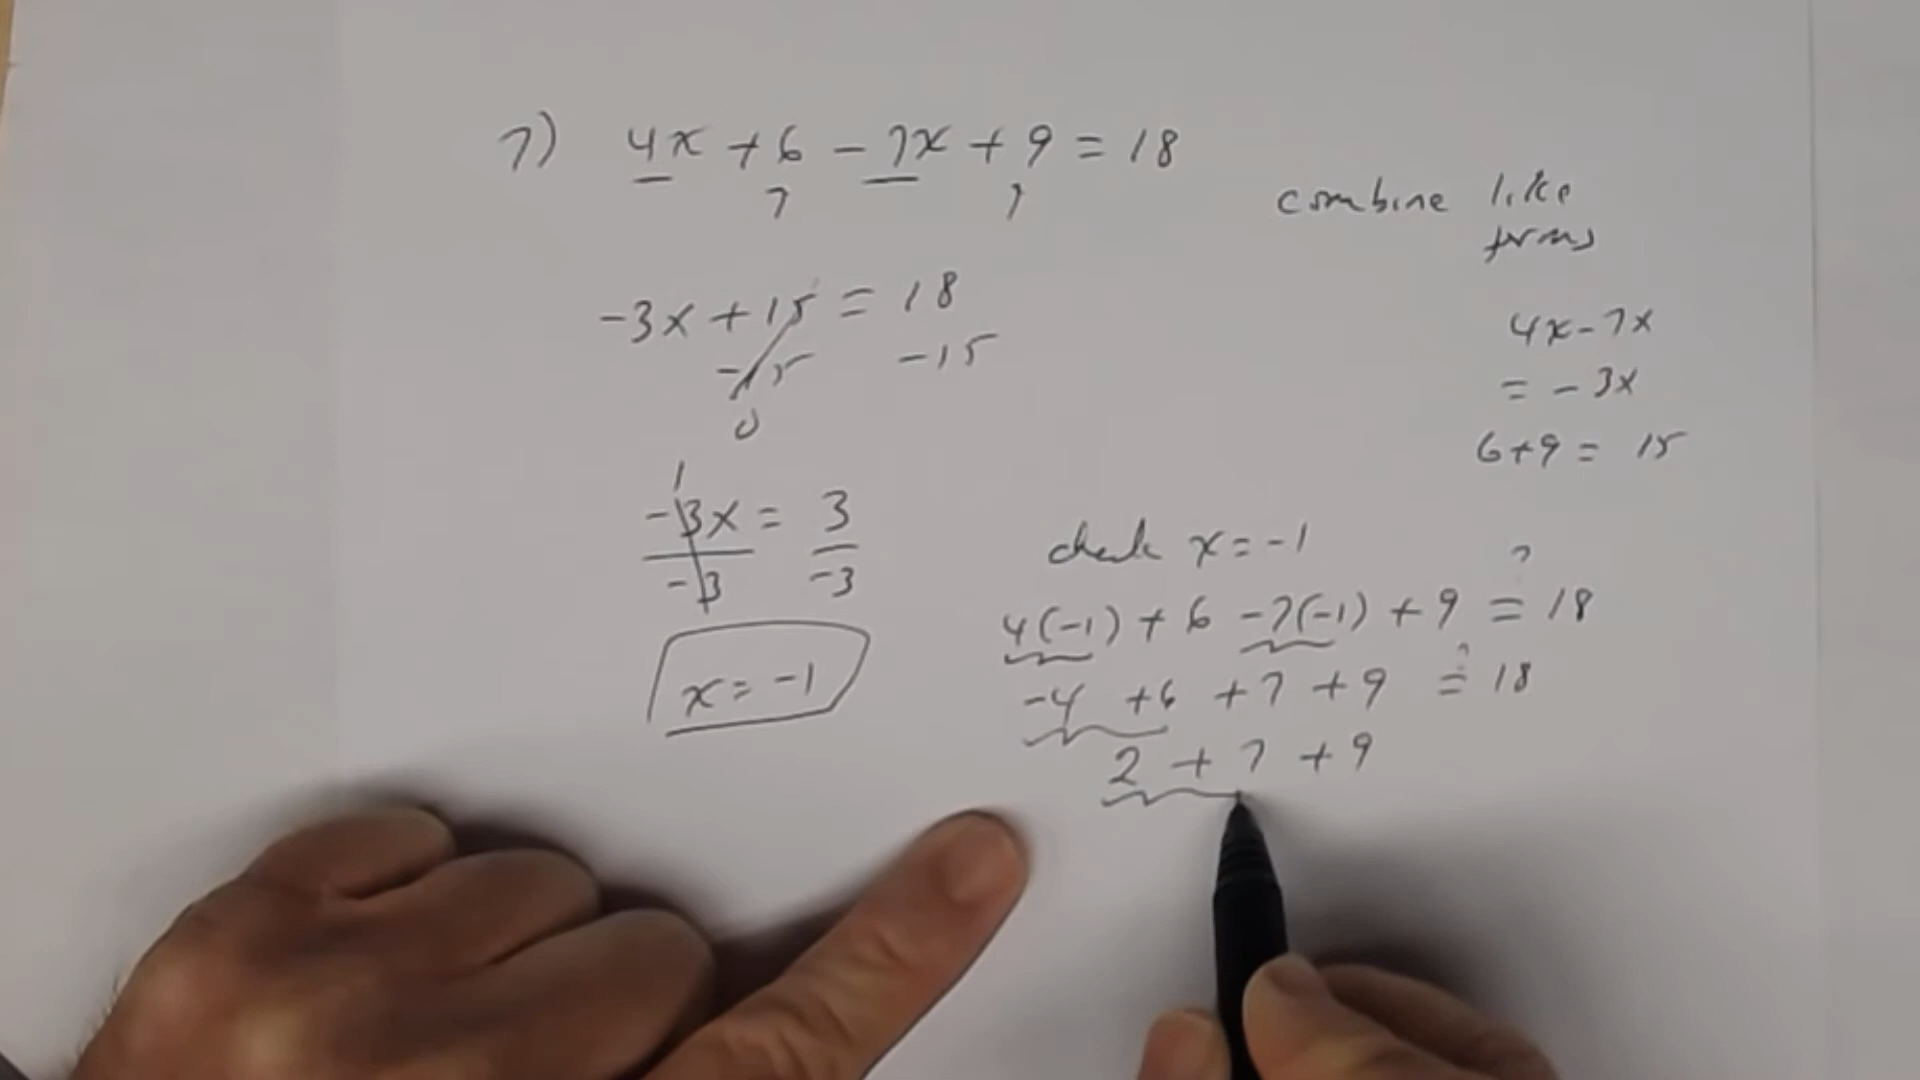 7) 4x + 6 - 7x + 9 = 18
combine like
terms
-3x + 15 = 18
-15 -15
0
4x - 7x
= -3x
6 + 9 = 15
1
-3x = 3
-3 -3
x = -1
check x = -1
?
4(-1) + 6 - 7(-1) + 9 = 18
?
-4 + 6 + 7 + 9 = 18
2 + 7 + 9